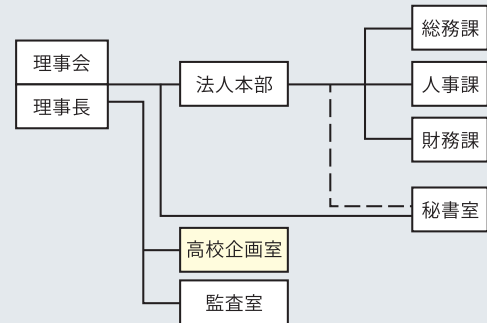 総務課
理事会
法人本部
人事課
理事長
財務課
秘書室
高校企画室
監査室